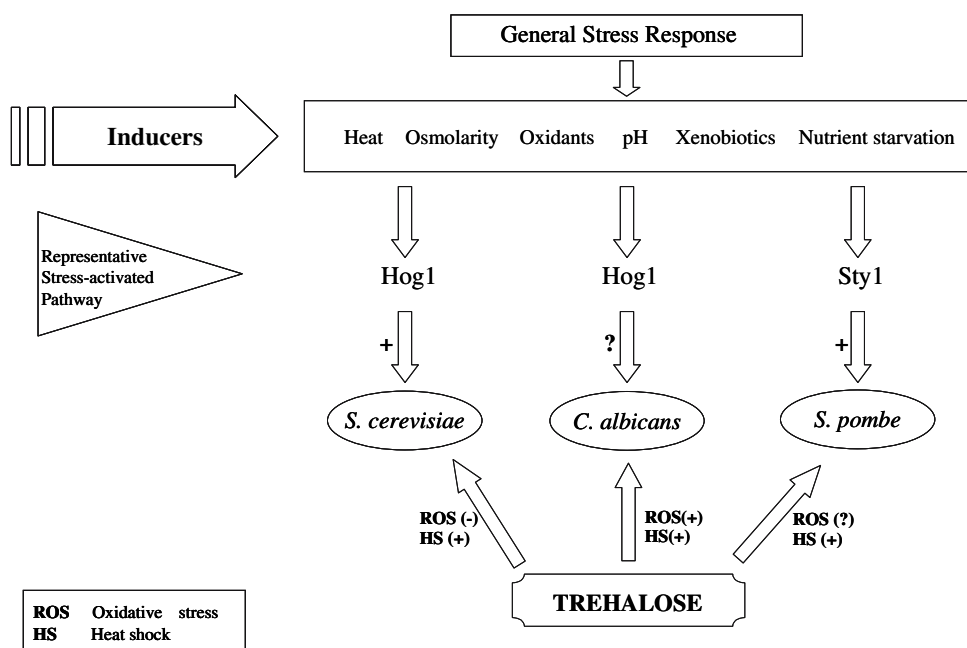 General Stress Response
Inducers
Heat Osmolarity Oxidants pH Xenobiotics Nutrient starvation
Representative
Stress-activated
Pathway
Hog1 Hog1 Sty1
+ ? +
S. cerevisiae C. albicans S. pombe
ROS (-) ROS(+) ROS (?)
HS (+) HS(+) HS (+)
TREHALOSE
ROS Oxidative stress
HS Heat shock